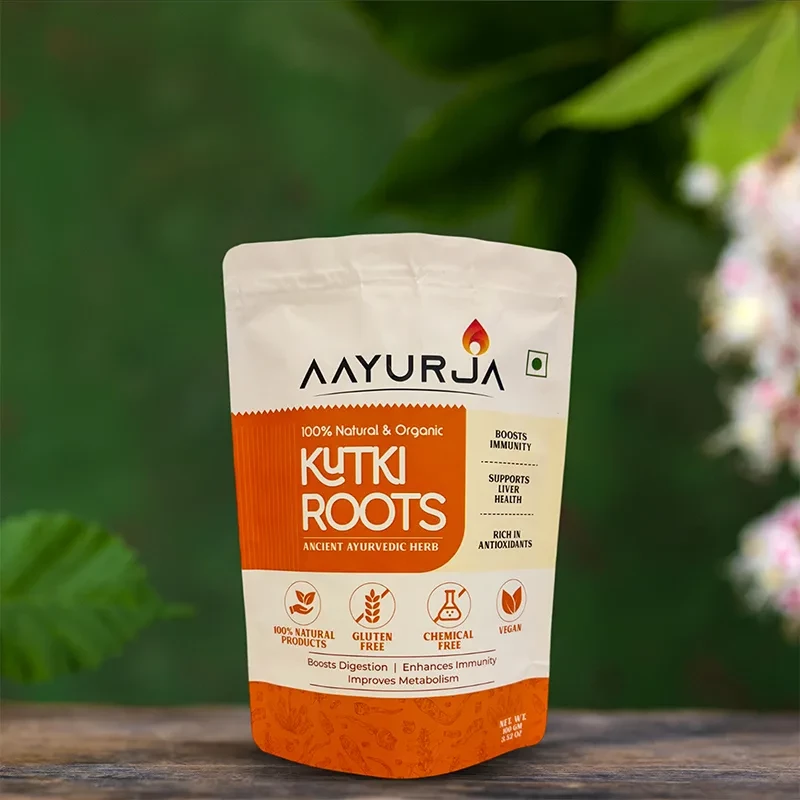 AAYURJA
100% Natural & Organic
KUTKI
ROOTS
ANCIENT AYURVEDIC HERB
BOOSTS
IMMUNITY
SUPPORTS
LIVER
HEALTH
RICH IN
ANTIOXIDANTS
100% NATURAL
PRODUCTS
GLUTEN
FREE
CHEMICAL
FREE
VEGAN
Boosts Digestion | Enhances Immunity
Improves Metabolism
NET. WT.
100 GM
3.52 OZ